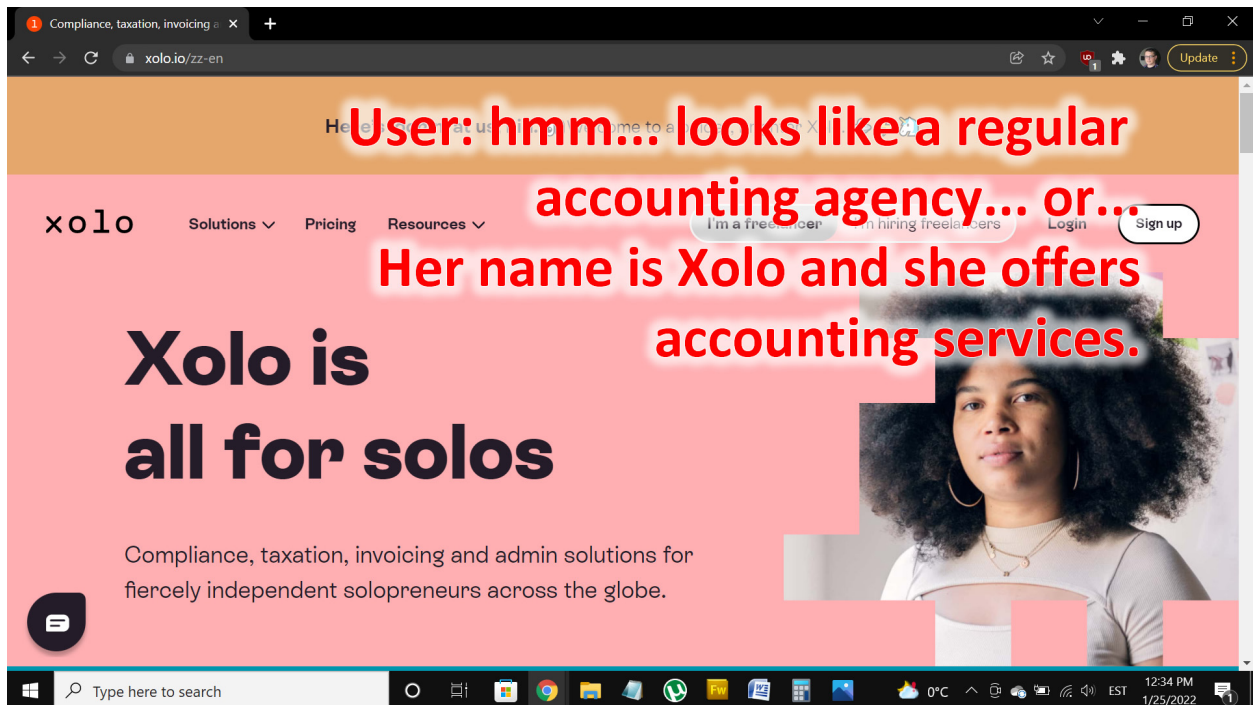 Compliance, taxation, invoicing a
xolo.io/zz-en
Update
1
User: hmm... looks like a regular
accounting agency... or...
Her name is Xolo and she offers
accounting services.
xolo
Solutions
Pricing
Resources
I'm a freelancer
I'm hiring freelancers
Login
Sign up
Xolo is
all for solos
Compliance, taxation, invoicing and admin solutions for
fiercely independent solopreneurs across the globe.
Type here to search
Fw
0°C
EST
12:34 PM
1/25/2022
1